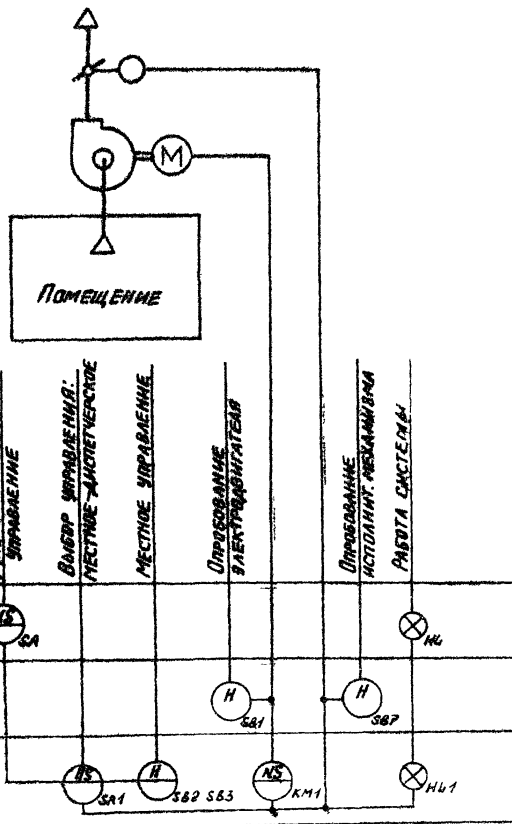 M
Помещение
Управление
Выбор управления:
местное-диспетчерское
Местное управление
Опробование
электродвигателя
Опробование
исполнит. механизма
Работа системы
SA
HL
H
SB1
H
SB7
HS
SA1
H
SB2 SB3
NS
KM1
HL1